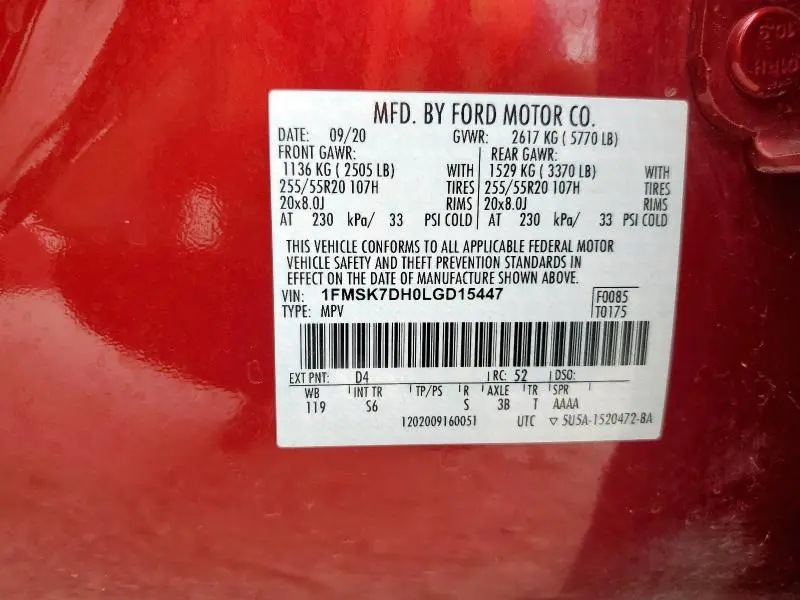 MFD. BY FORD MOTOR CO.
DATE: 09/20 GVWR: 2617 KG ( 5770 LB)
FRONT GAWR: REAR GAWR:
1136 KG ( 2505 LB) WITH 1529 KG ( 3370 LB) WITH
255/55R20 107H TIRES 255/55R20 107H TIRES
20x8.0J RIMS 20x8.0J RIMS
AT 230 kPa/ 33 PSI COLD AT 230 kPa/ 33 PSI COLD
THIS VEHICLE CONFORMS TO ALL APPLICABLE FEDERAL MOTOR
VEHICLE SAFETY AND THEFT PREVENTION STANDARDS IN
EFFECT ON THE DATE OF MANUFACTURE SHOWN ABOVE.
VIN: 1FMSK7DH0LGD15447 F0085
TYPE: MPV T0175
EXT PNT: D4 RC: 52 DSO:
WB INT TR TP/PS R AXLE TR SPR
119 S6 S 3B T AAAA
1202009160051 UTC ▽ 5U5A-1520472-BA